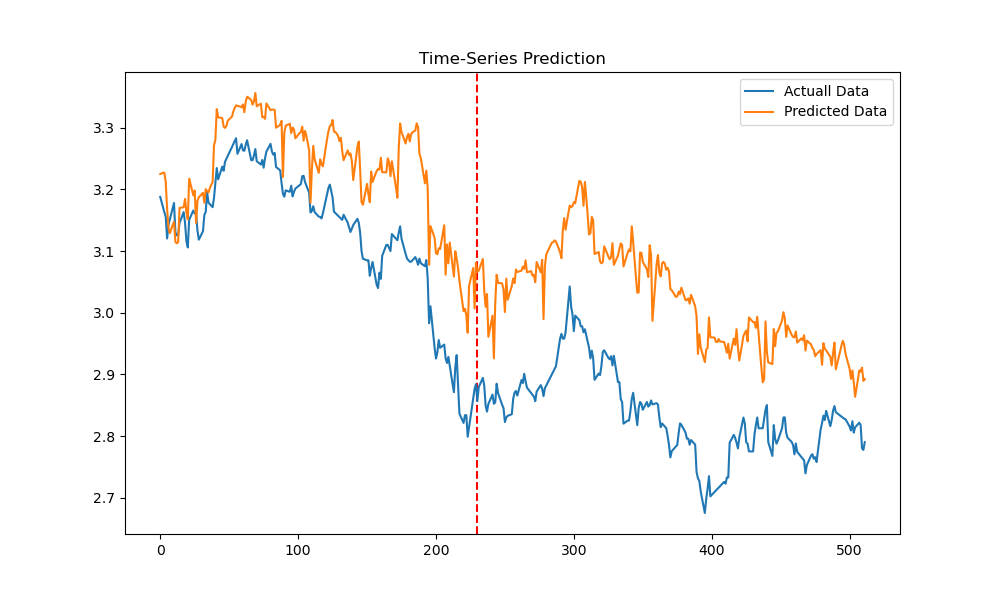 Time-Series Prediction
Actuall Data
Predicted Data
3.3
3.2
3.1
3.0
2.9
2.8
2.7
0 100 200 300 400 500